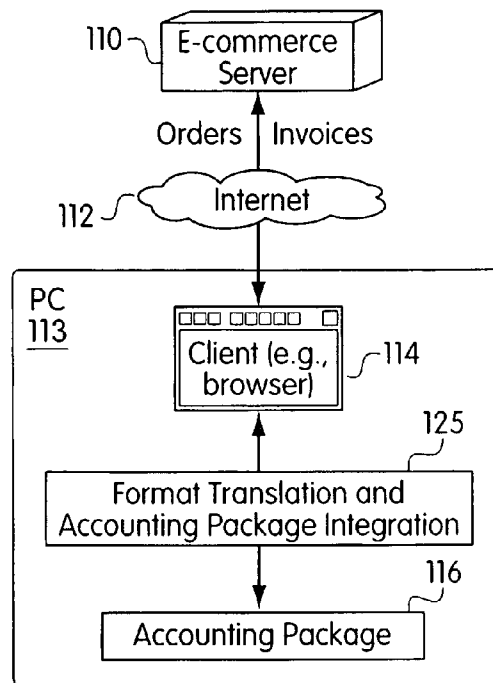 110
E-commerce
Server
Orders Invoices
112
Internet
PC
113
Client (e.g.,
browser)
114
125
Format Translation and
Accounting Package Integration
116
Accounting Package